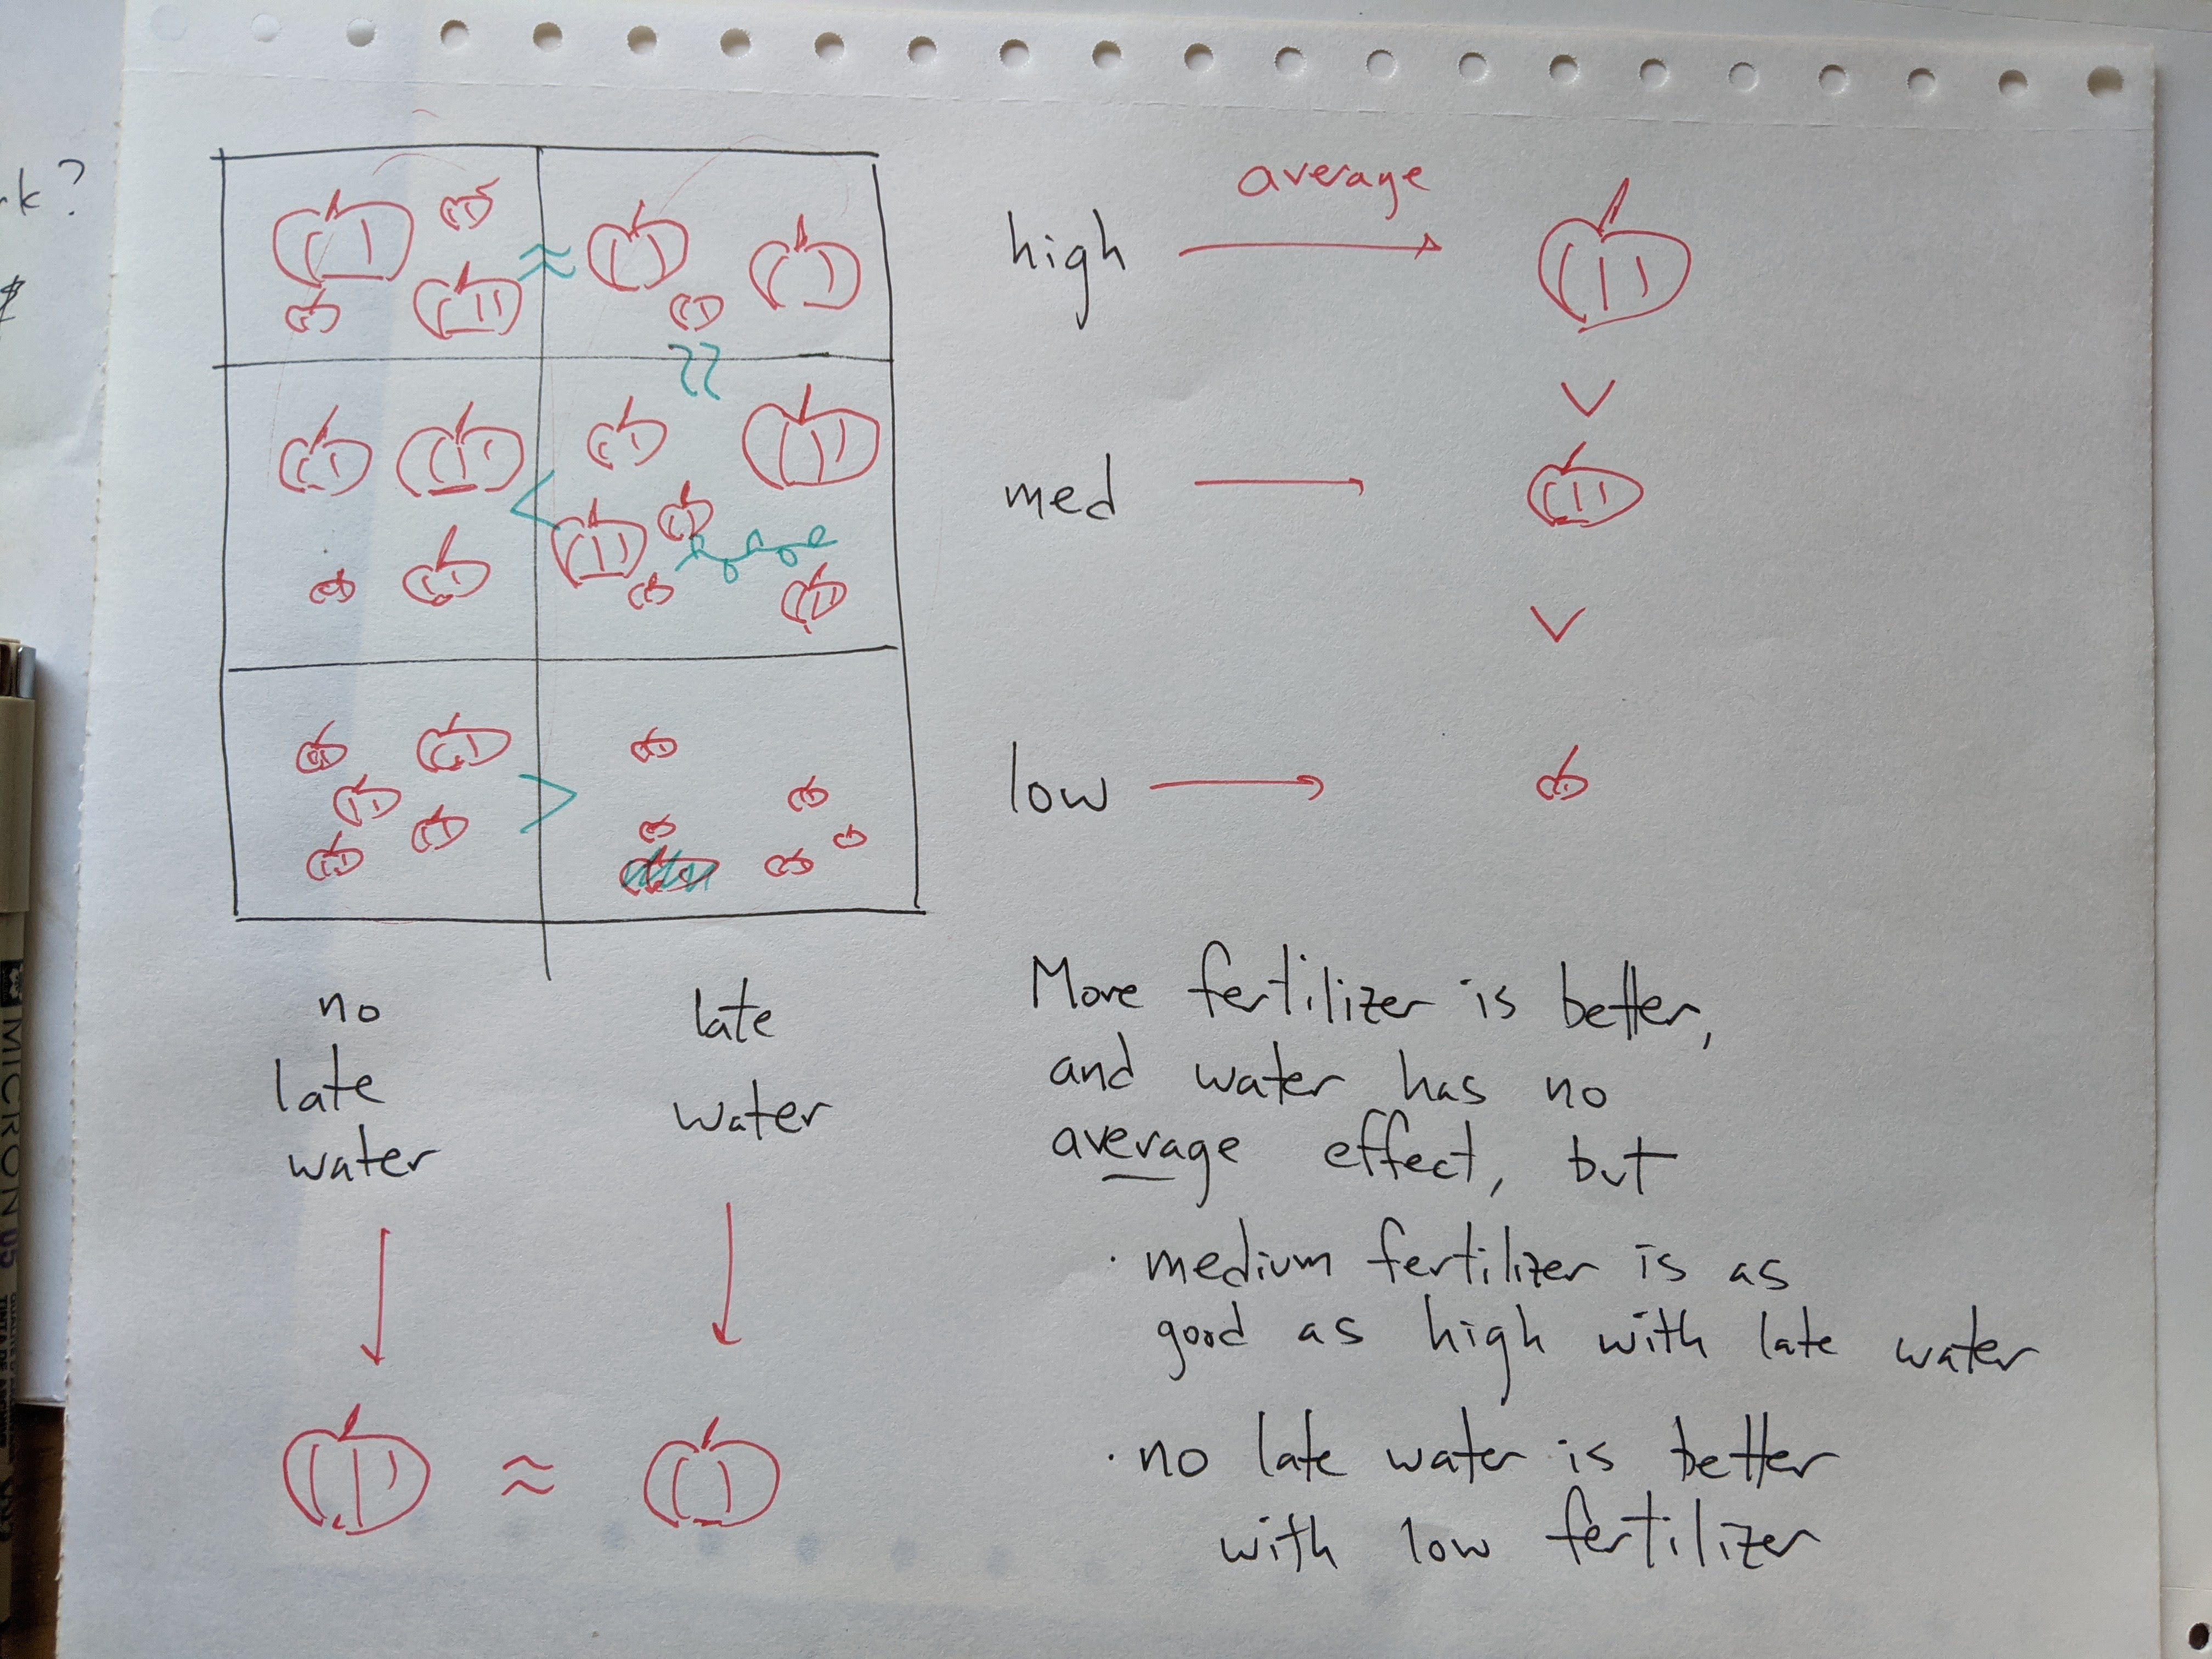 rk?
average
high
med
low
no
late
water
late
water
More fertilizer is better,
and water has no
average effect, but
· medium fertilizer is as
good as high with late water
· no late water is better
with low fertilizer
MICRON 05